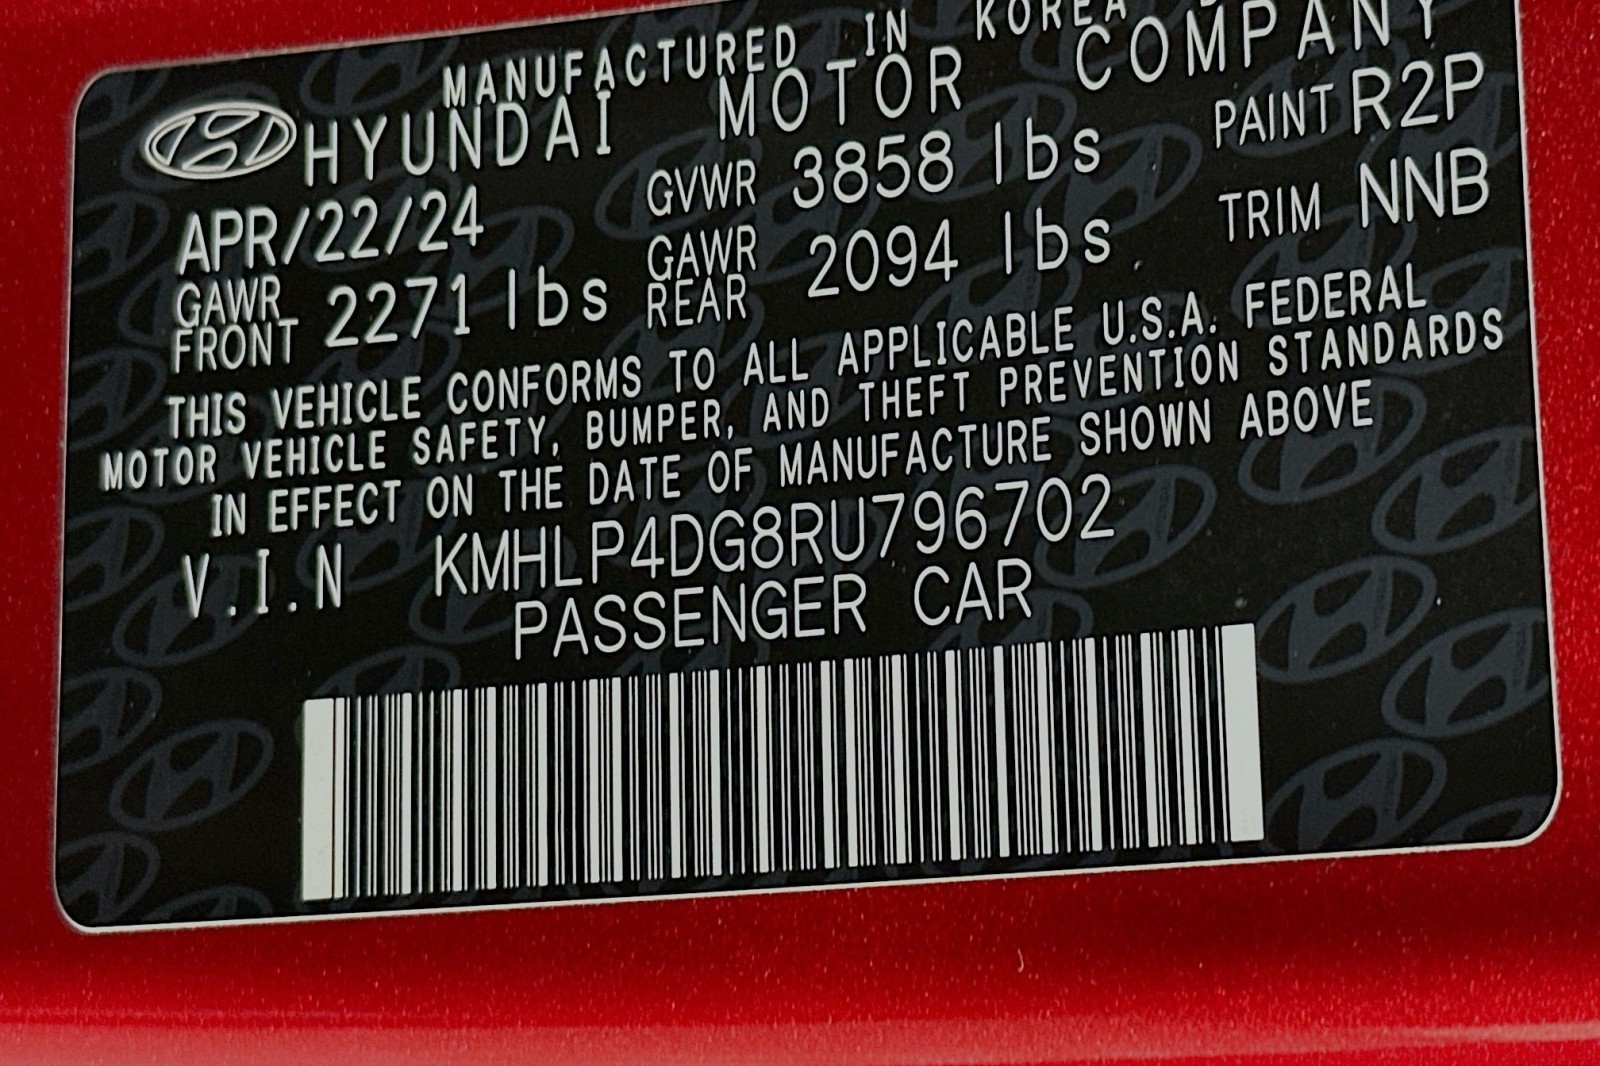 MANUFACTURED IN KOREA
HYUNDAI MOTOR COMPANY
APR/22/24 GVWR 3858 lbs PAINT R2P
GAWR FRONT 2271 lbs GAWR REAR 2094 lbs TRIM NNB
THIS VEHICLE CONFORMS TO ALL APPLICABLE U.S.A. FEDERAL
MOTOR VEHICLE SAFETY, BUMPER, AND THEFT PREVENTION STANDARDS
IN EFFECT ON THE DATE OF MANUFACTURE SHOWN ABOVE
V.I.N KMHLP4DG8RU796702
PASSENGER CAR